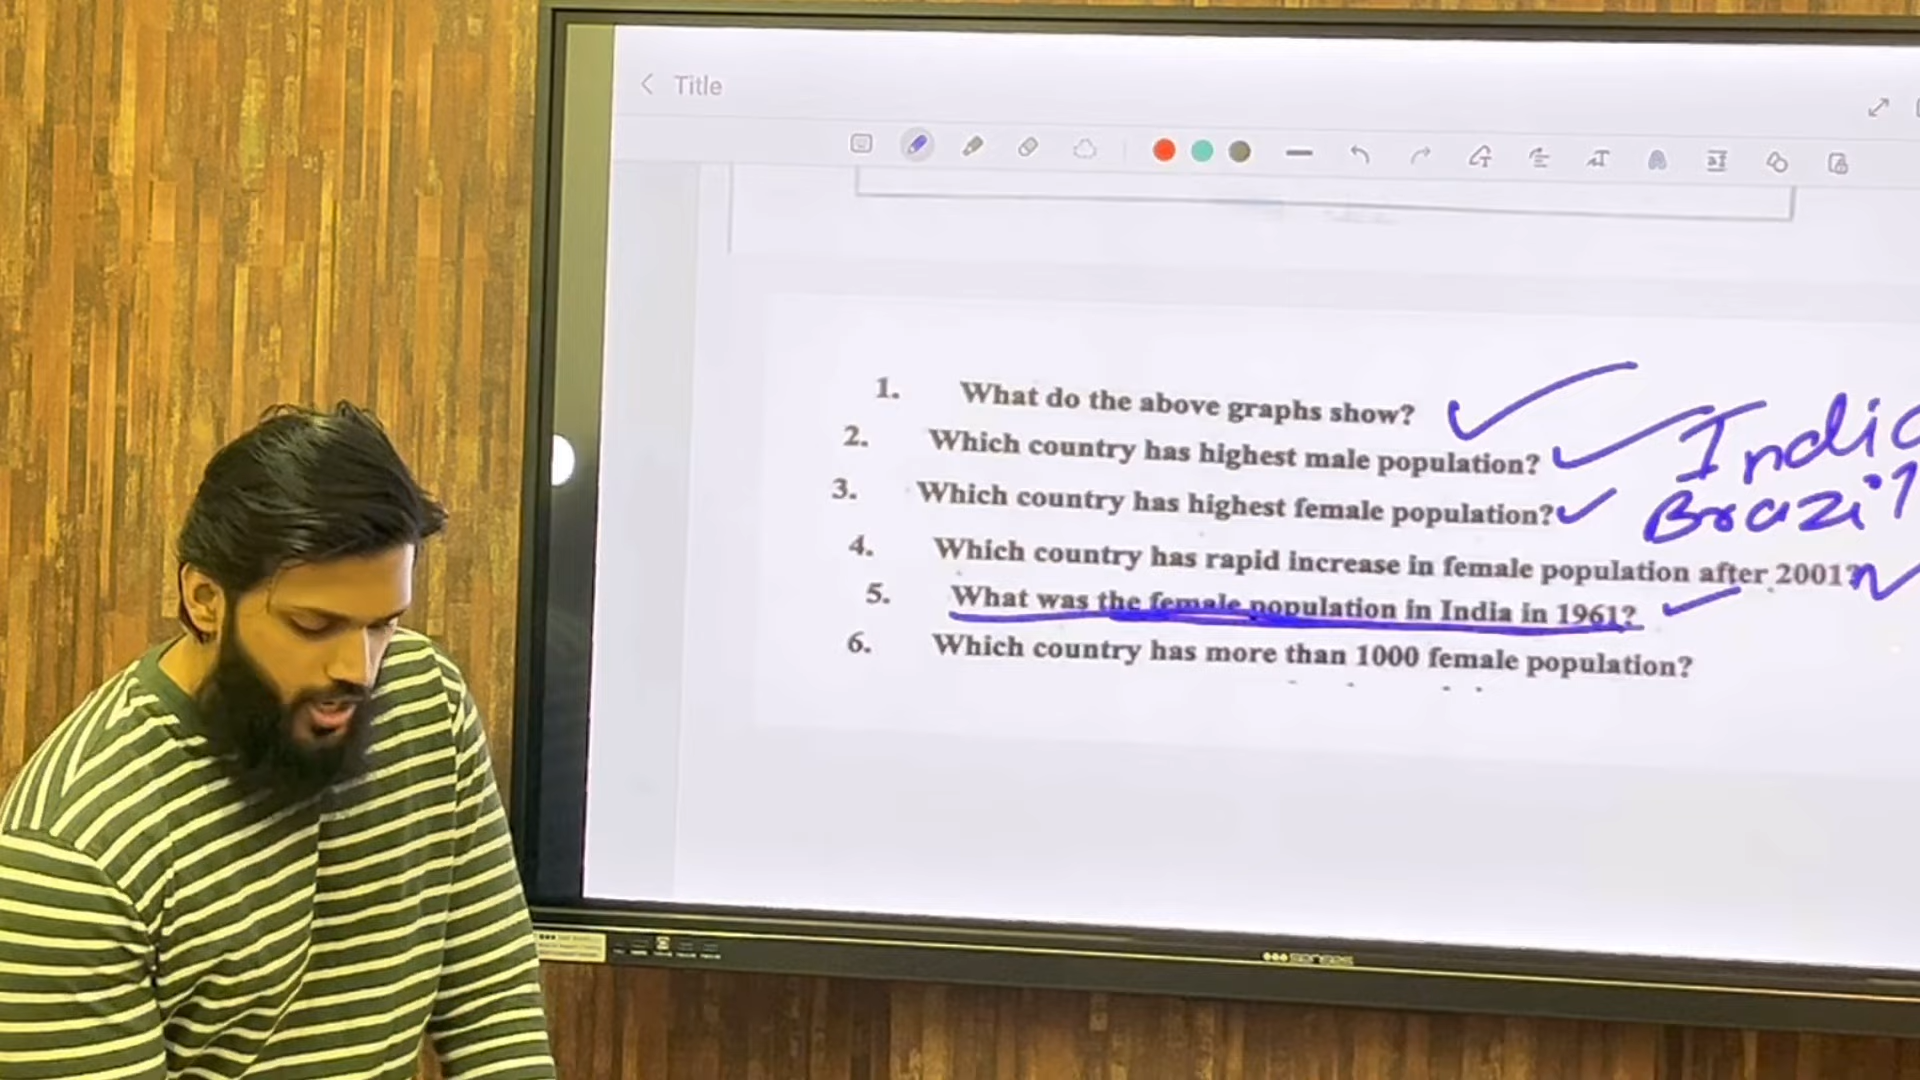 Title
1. What do the above graphs show?
2. Which country has highest male population? India
3. Which country has highest female population? Brazil
4. Which country has rapid increase in female population after 2001?
5. What was the female population in India in 1961?
6. Which country has more than 1000 female population?